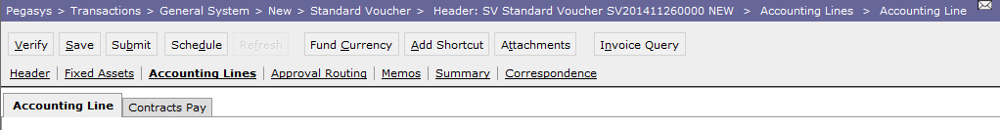 Pegasys > Transactions > General System > New > Standard Voucher > Header: SV Standard Voucher SV201411260000 NEW > Accounting Lines > Accounting Line
Verify Save Submit Schedule Refresh Fund Currency Add Shortcut Attachments Invoice Query
Header | Fixed Assets | Accounting Lines | Approval Routing | Memos | Summary | Correspondence
Accounting Line Contracts Pay